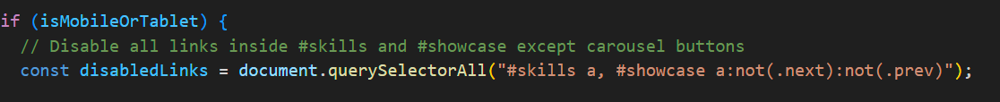 if (isMobileOrTablet) {
// Disable all links inside #skills and #showcase except carousel buttons
const disabledLinks = document.querySelectorAll("#skills a, #showcase a:not(.next):not(.prev)");